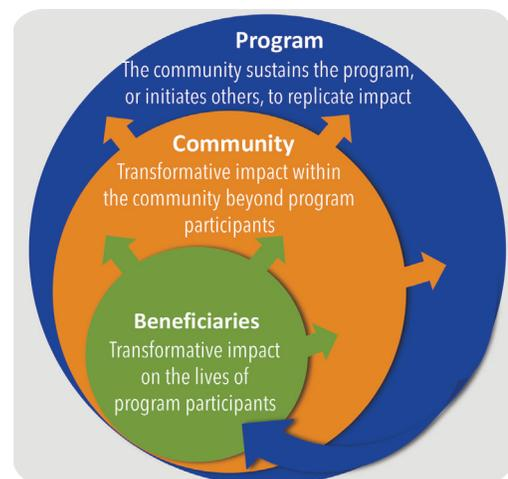 Program
The community sustains the program,
or initiates others, to replicate impact
Community
Transformative impact within
the community beyond program
participants
Beneficiaries
Transformative impact
on the lives of
program participants